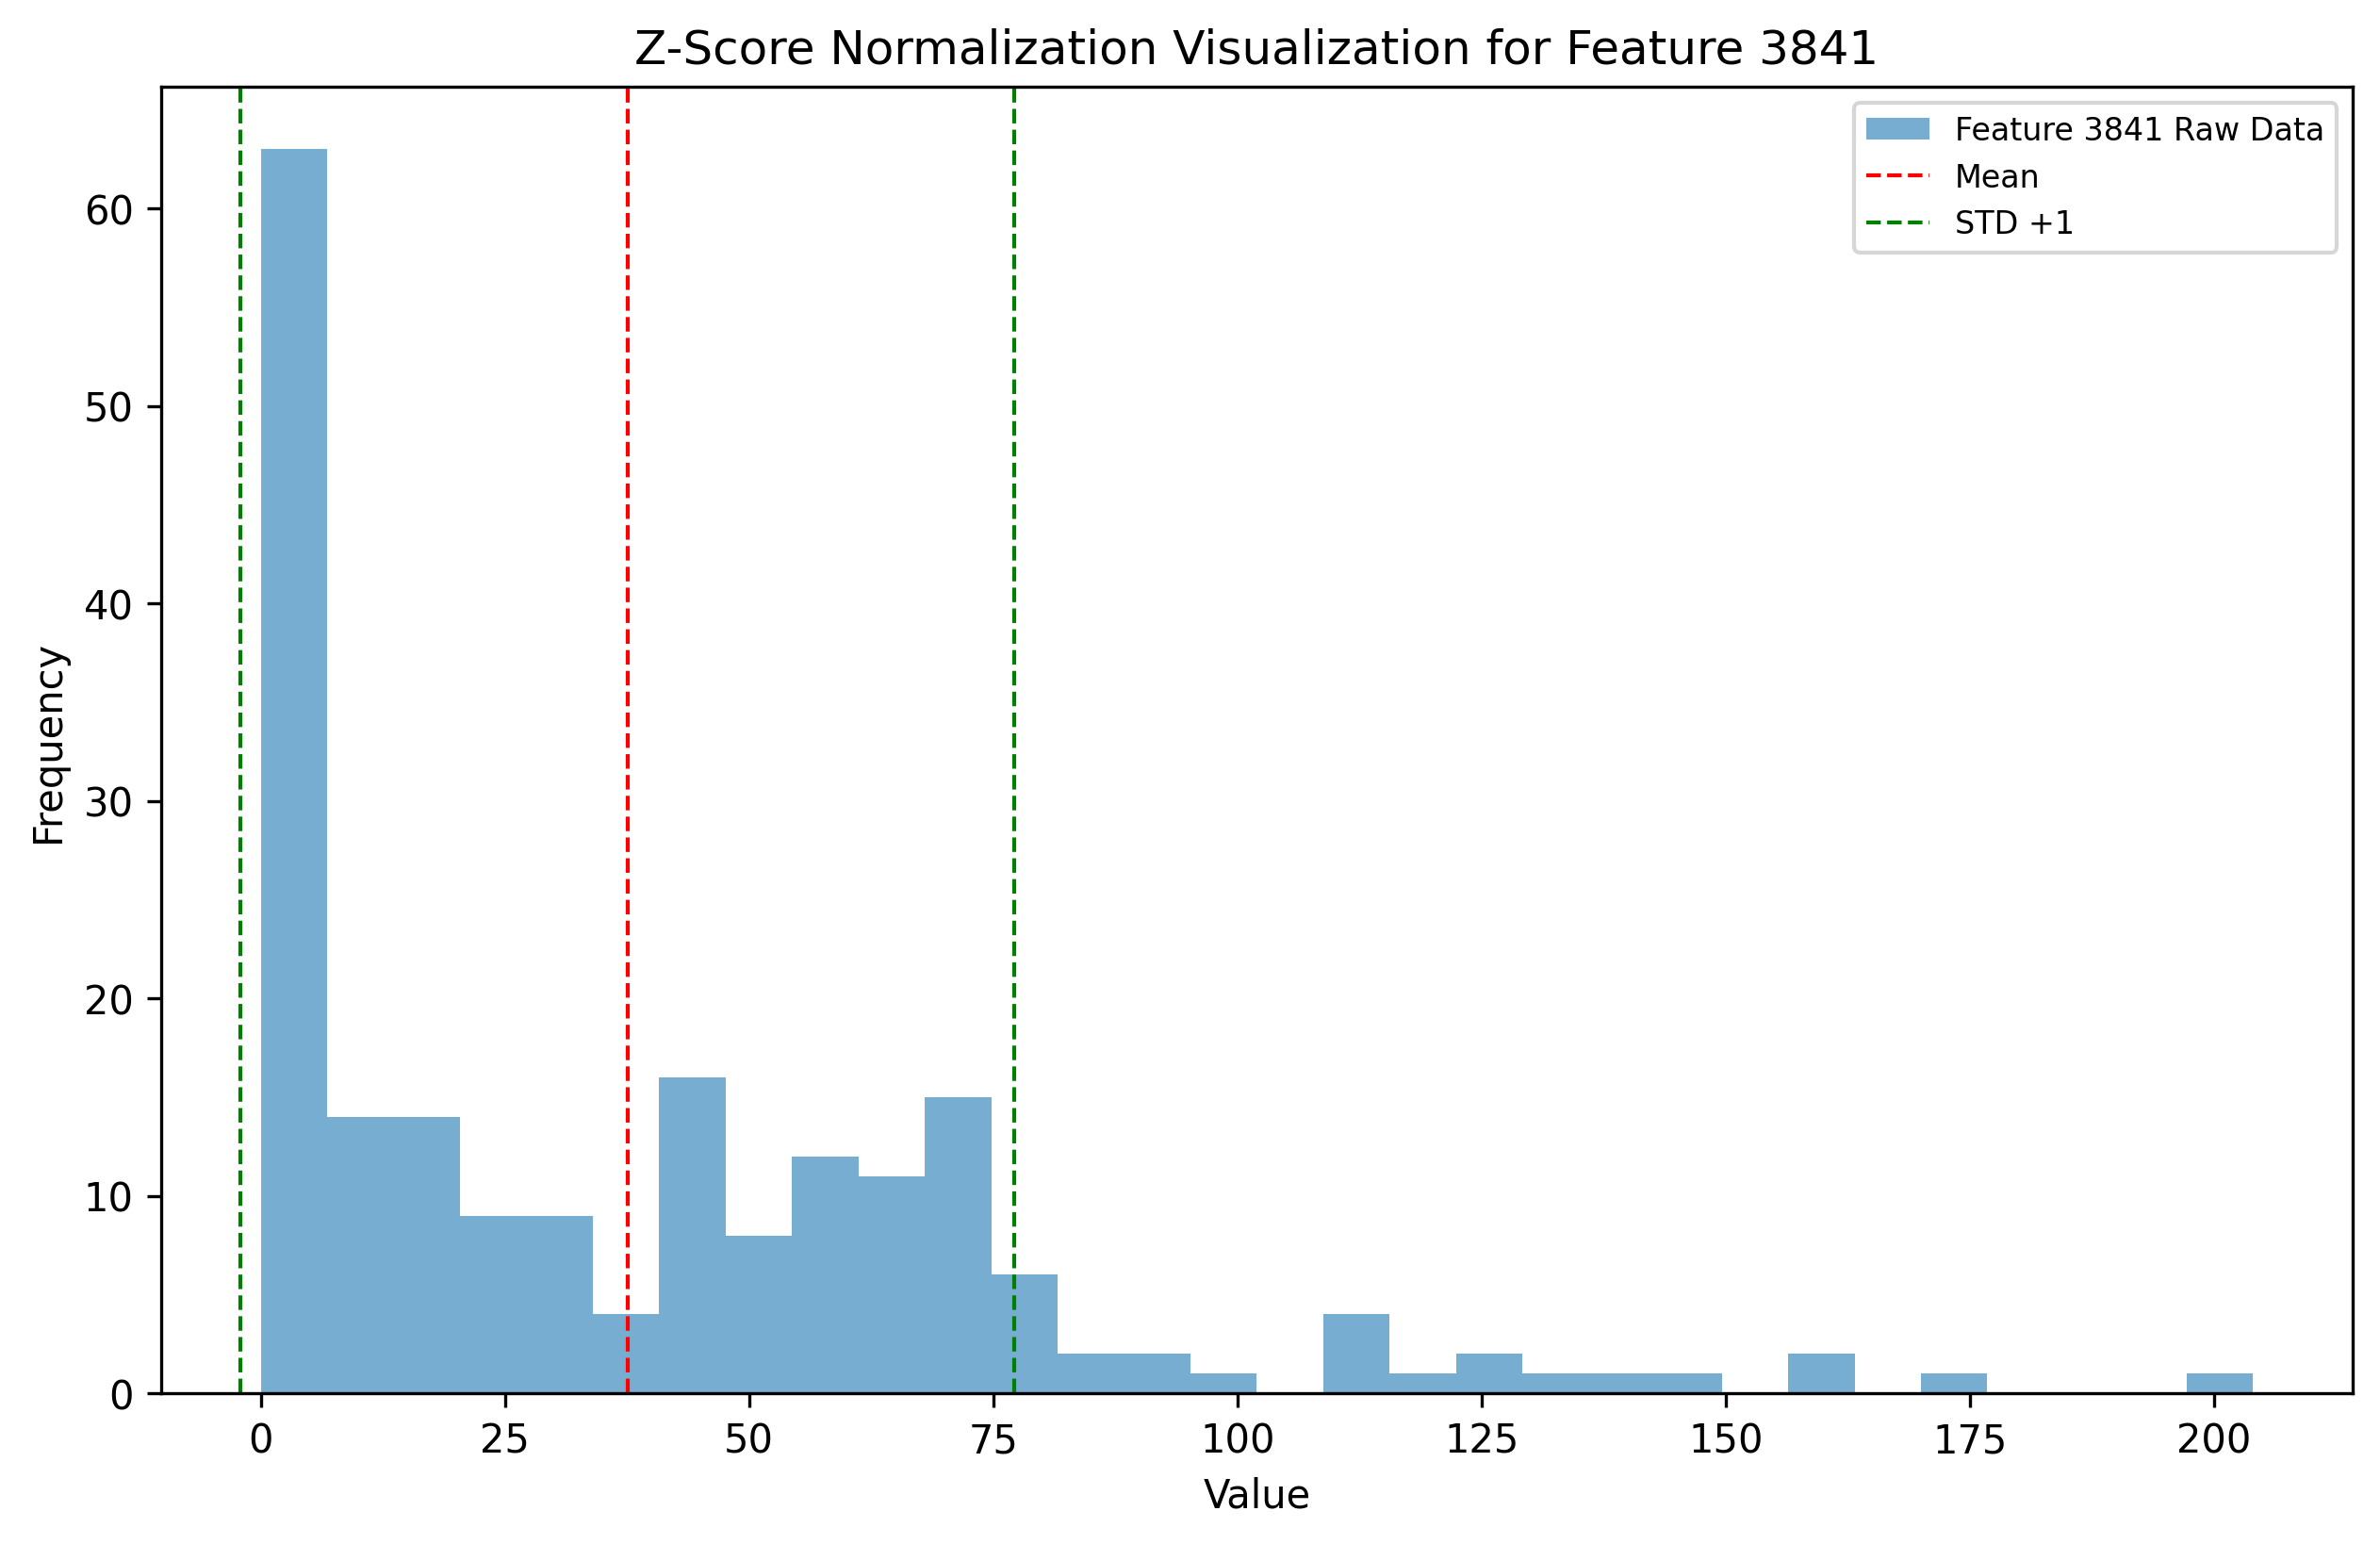 Z-Score Normalization Visualization for Feature 3841
Feature 3841 Raw Data
Mean
STD +1
60
50
40
30
20
10
0
Frequency
0 25 50 75 100 125 150 175 200
Value